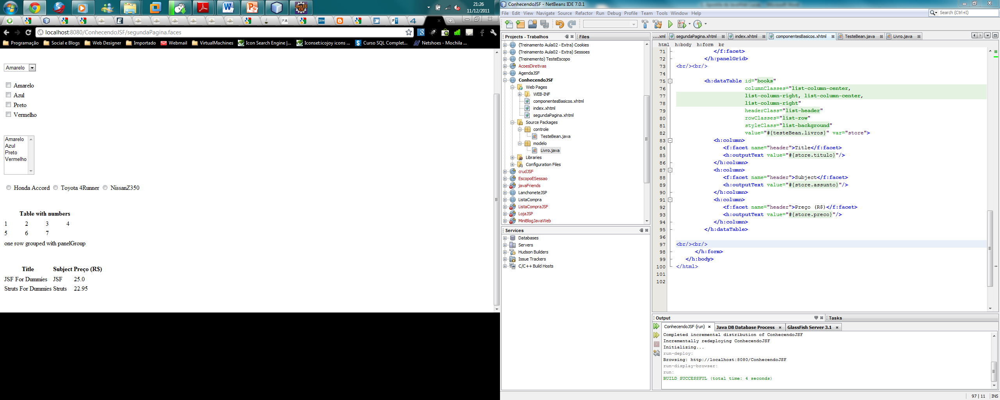 21:26
11/12/2011
localhost:8080/ConhecendoJSF/segundaPagina.faces
Programação Social e Blogs Web Designer Importado Webmail VirtualMachines Icon Search Engine |... Iconset:icojoy icons ... Curso SQL Complet... Netshoes - Mochila ...
Amarelo
Amarelo
Azul
Preto
Vermelho
Amarelo
Azul
Preto
Vermelho
Honda Accord Toyota 4Runner NissanZ350
Table with numbers
1 2 3 4
5 6 7
one row grouped with panelGroup
Title Subject Preço (R$)
JSF For Dummies JSF 25.0
Struts For Dummies Struts 22.95
ConhecendoJSF - NetBeans IDE 7.0.1
File Edit View Navigate Source Refactor Run Debug Profile Team Tools Window Help
Search (Ctrl+I)
Projects - Trabalhos Files
(Treinamento Aula02 - Extra) Cookies
(Treinamento Aula02 - Extra) Sessoes
(Treinemento) TesteEscopo
AcoesDiretivas
AgendaJSF
ConhecendoJSF
Web Pages
WEB-INF
componentesBasicos.xhtml
index.xhtml
segundaPagina.xhtml
Source Packages
controle
TesteBean.java
modelo
Livro.java
Libraries
Configuration Files
crudJSF
EscopoESessao
javaFriends
LanchoneteJSP
ListaCompra
ListaCompraJSF
LojaJSP
MiniBlogJavaWeb
Services
Databases
Servers
Hudson Builders
Issue Trackers
C/C++ Build Hosts
....xml segundaPagina.xhtml index.xhtml componentesBasicos.xhtml TesteBean.java Livro.java
html h:body h:form br
71 </f:facet>
72 </h:panelGrid>
73 <br/><br/>
74
75 <h:dataTable id="books"
76 columnClasses="list-column-center,
77 list-column-right, list-column-center,
78 list-column-right"
79 headerClass="list-header"
80 rowClasses="list-row"
81 styleClass="list-background"
82 value="#{testeBean.livros}" var="store">
83 <h:column>
84 <f:facet name="header">Title</f:facet>
85 <h:outputText value="#{store.titulo}"/>
86 </h:column>
87 <h:column>
88 <f:facet name="header">Subject</f:facet>
89 <h:outputText value="#{store.assunto}"/>
90 </h:column>
91 <h:column>
92 <f:facet name="header">Preço (R$)</f:facet>
93 <h:outputText value="#{store.preco}"/>
94 </h:column>
95 </h:dataTable>
96
97 <br/><br/>
98 </h:form>
99 </h:body>
100 </html>
101
102
Output Tasks
ConhecendoJSF (run) Java DB Database Process GlassFish Server 3.1
Completed incremental distribution of ConhecendoJSF
Incrementally redeploying ConhecendoJSF
Initializing...
run-deploy:
Browsing: http://localhost:8080/ConhecendoJSF
run-display-browser:
run:
BUILD SUCCESSFUL (total time: 4 seconds)
97 | 11 INS